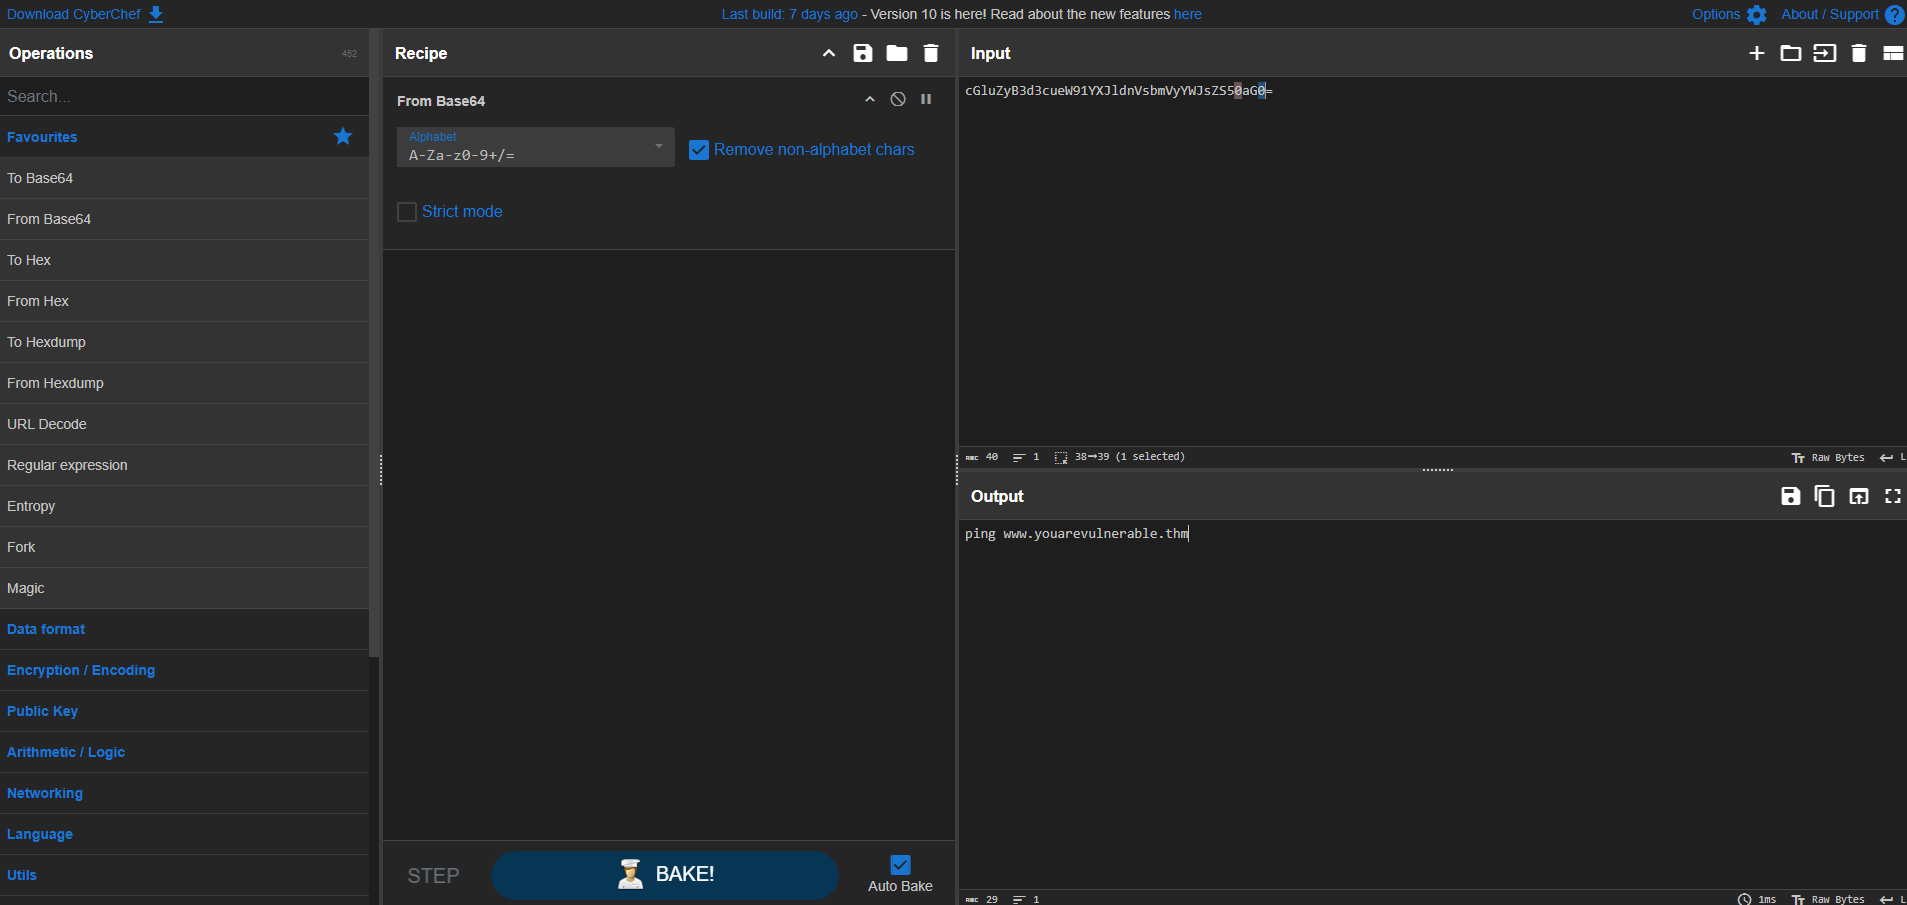 Download CyberChef
Last build: 7 days ago - Version 10 is here! Read about the new features here
Options
About / Support
Operations
452
Search...
Favourites
To Base64
From Base64
To Hex
From Hex
To Hexdump
From Hexdump
URL Decode
Regular expression
Entropy
Fork
Magic
Data format
Encryption / Encoding
Public Key
Arithmetic / Logic
Networking
Language
Utils
Recipe
From Base64
Alphabet
A-Za-z0-9+/=
Remove non-alphabet chars
Strict mode
STEP
BAKE!
Auto Bake
Input
cGluZyB3d3cueW91YXJldnVsbmVyYWJsZS50aG0=
ABC 40 1 38→39 (1 selected)
Tт Raw Bytes L
Output
ping www.youarevulnerable.thm
ABC 29 1
1ms Tт Raw Bytes L